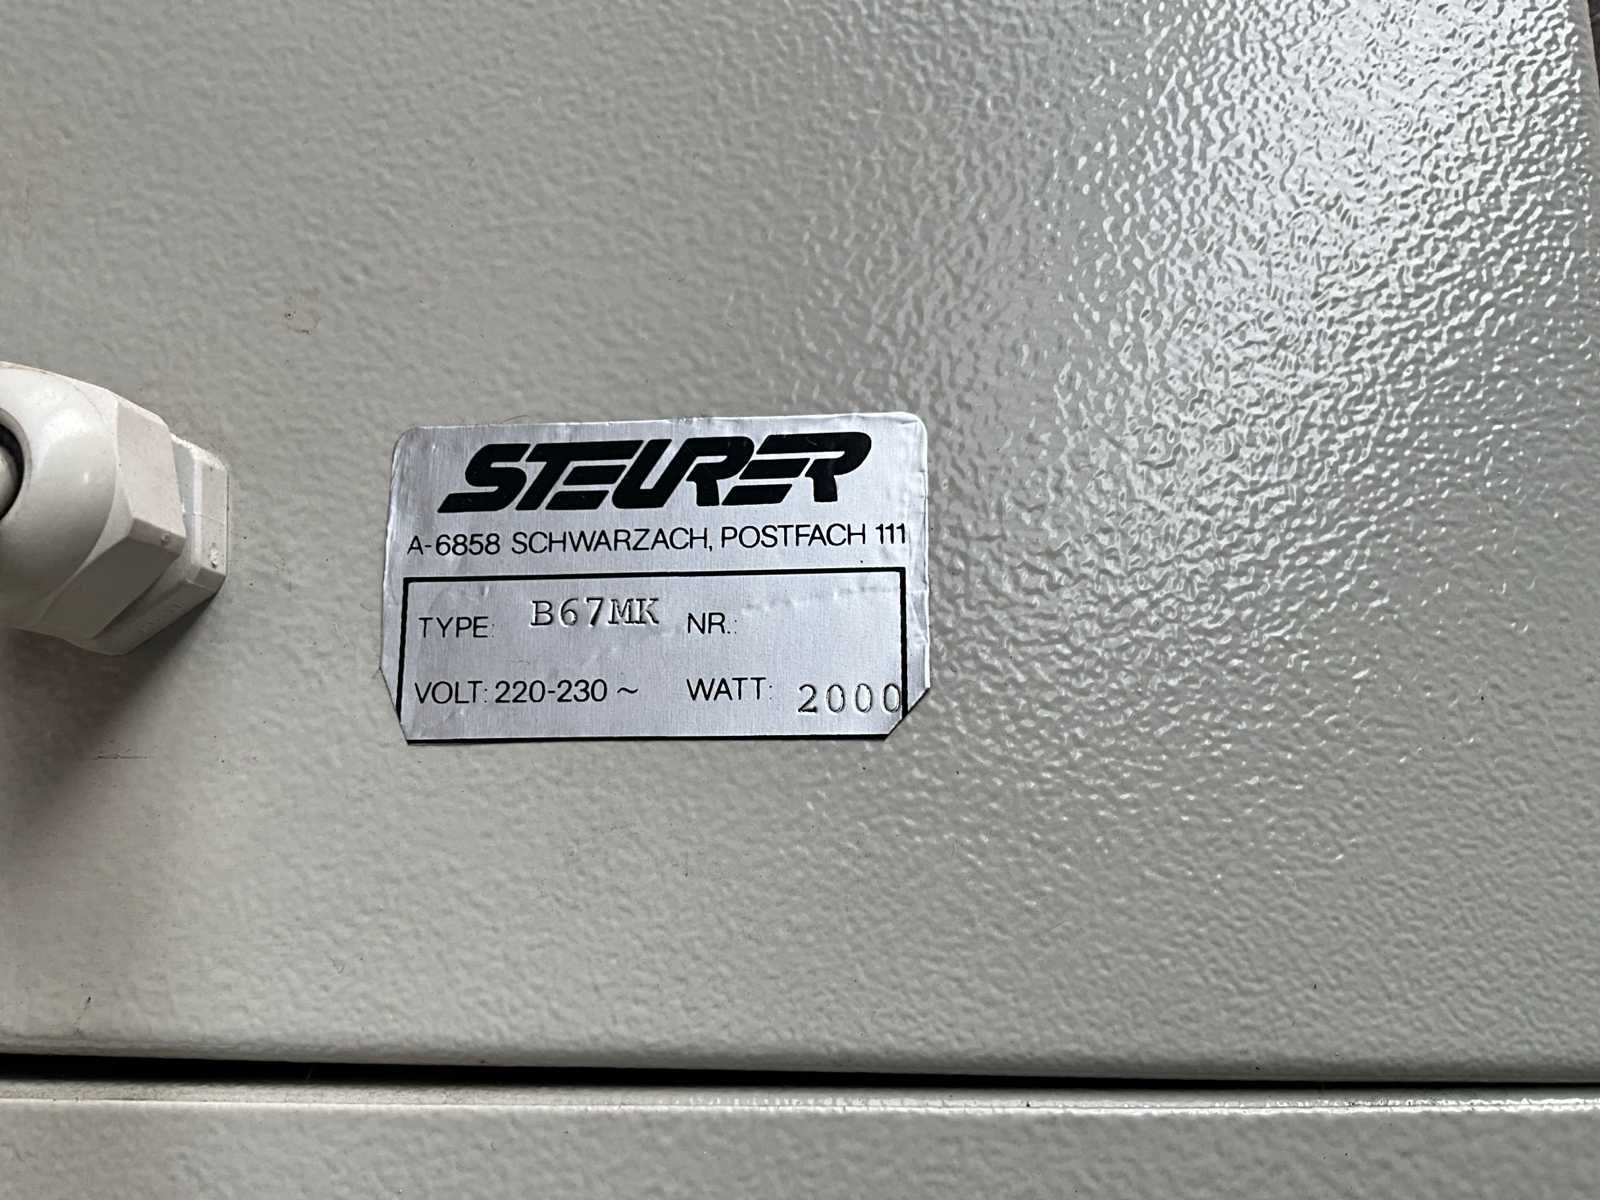 STEURER
A-6858 SCHWARZACH, POSTFACH 111
TYPE: B67MK NR.:
VOLT: 220-230 ~ WATT: 2000